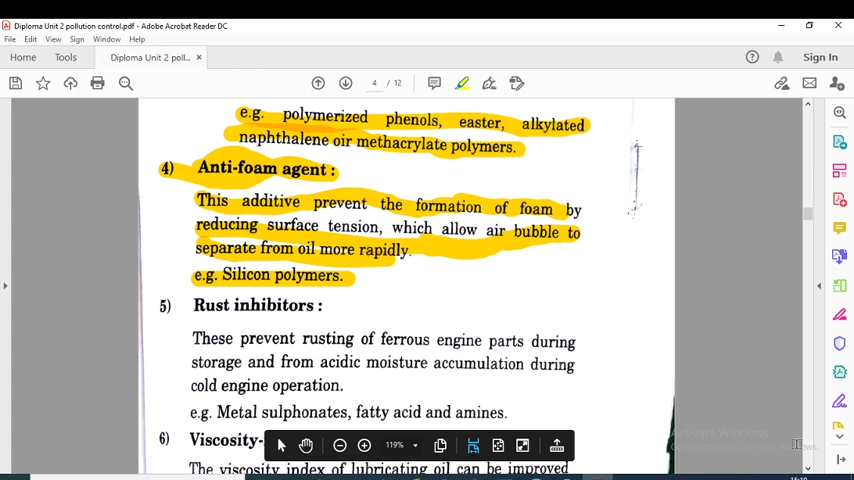 Diploma Unit 2 pollution control.pdf - Adobe Acrobat Reader DC
File Edit View Sign Window Help
Home Tools Diploma Unit 2 poll... × Sign In
4 / 12
e.g. polymerized phenols, easter, alkylated
naphthalene oir methacrylate polymers.
4) Anti-foam agent :
This additive prevent the formation of foam by
reducing surface tension, which allow air bubble to
separate from oil more rapidly.
e.g. Silicon polymers.
5) Rust inhibitors :
These prevent rusting of ferrous engine parts during
storage and from acidic moisture accumulation during
cold engine operation.
e.g. Metal sulphonates, fatty acid and amines.
6) Viscosity-
119%
Activate Windows
The viscosity index of lubricating oil can be improved